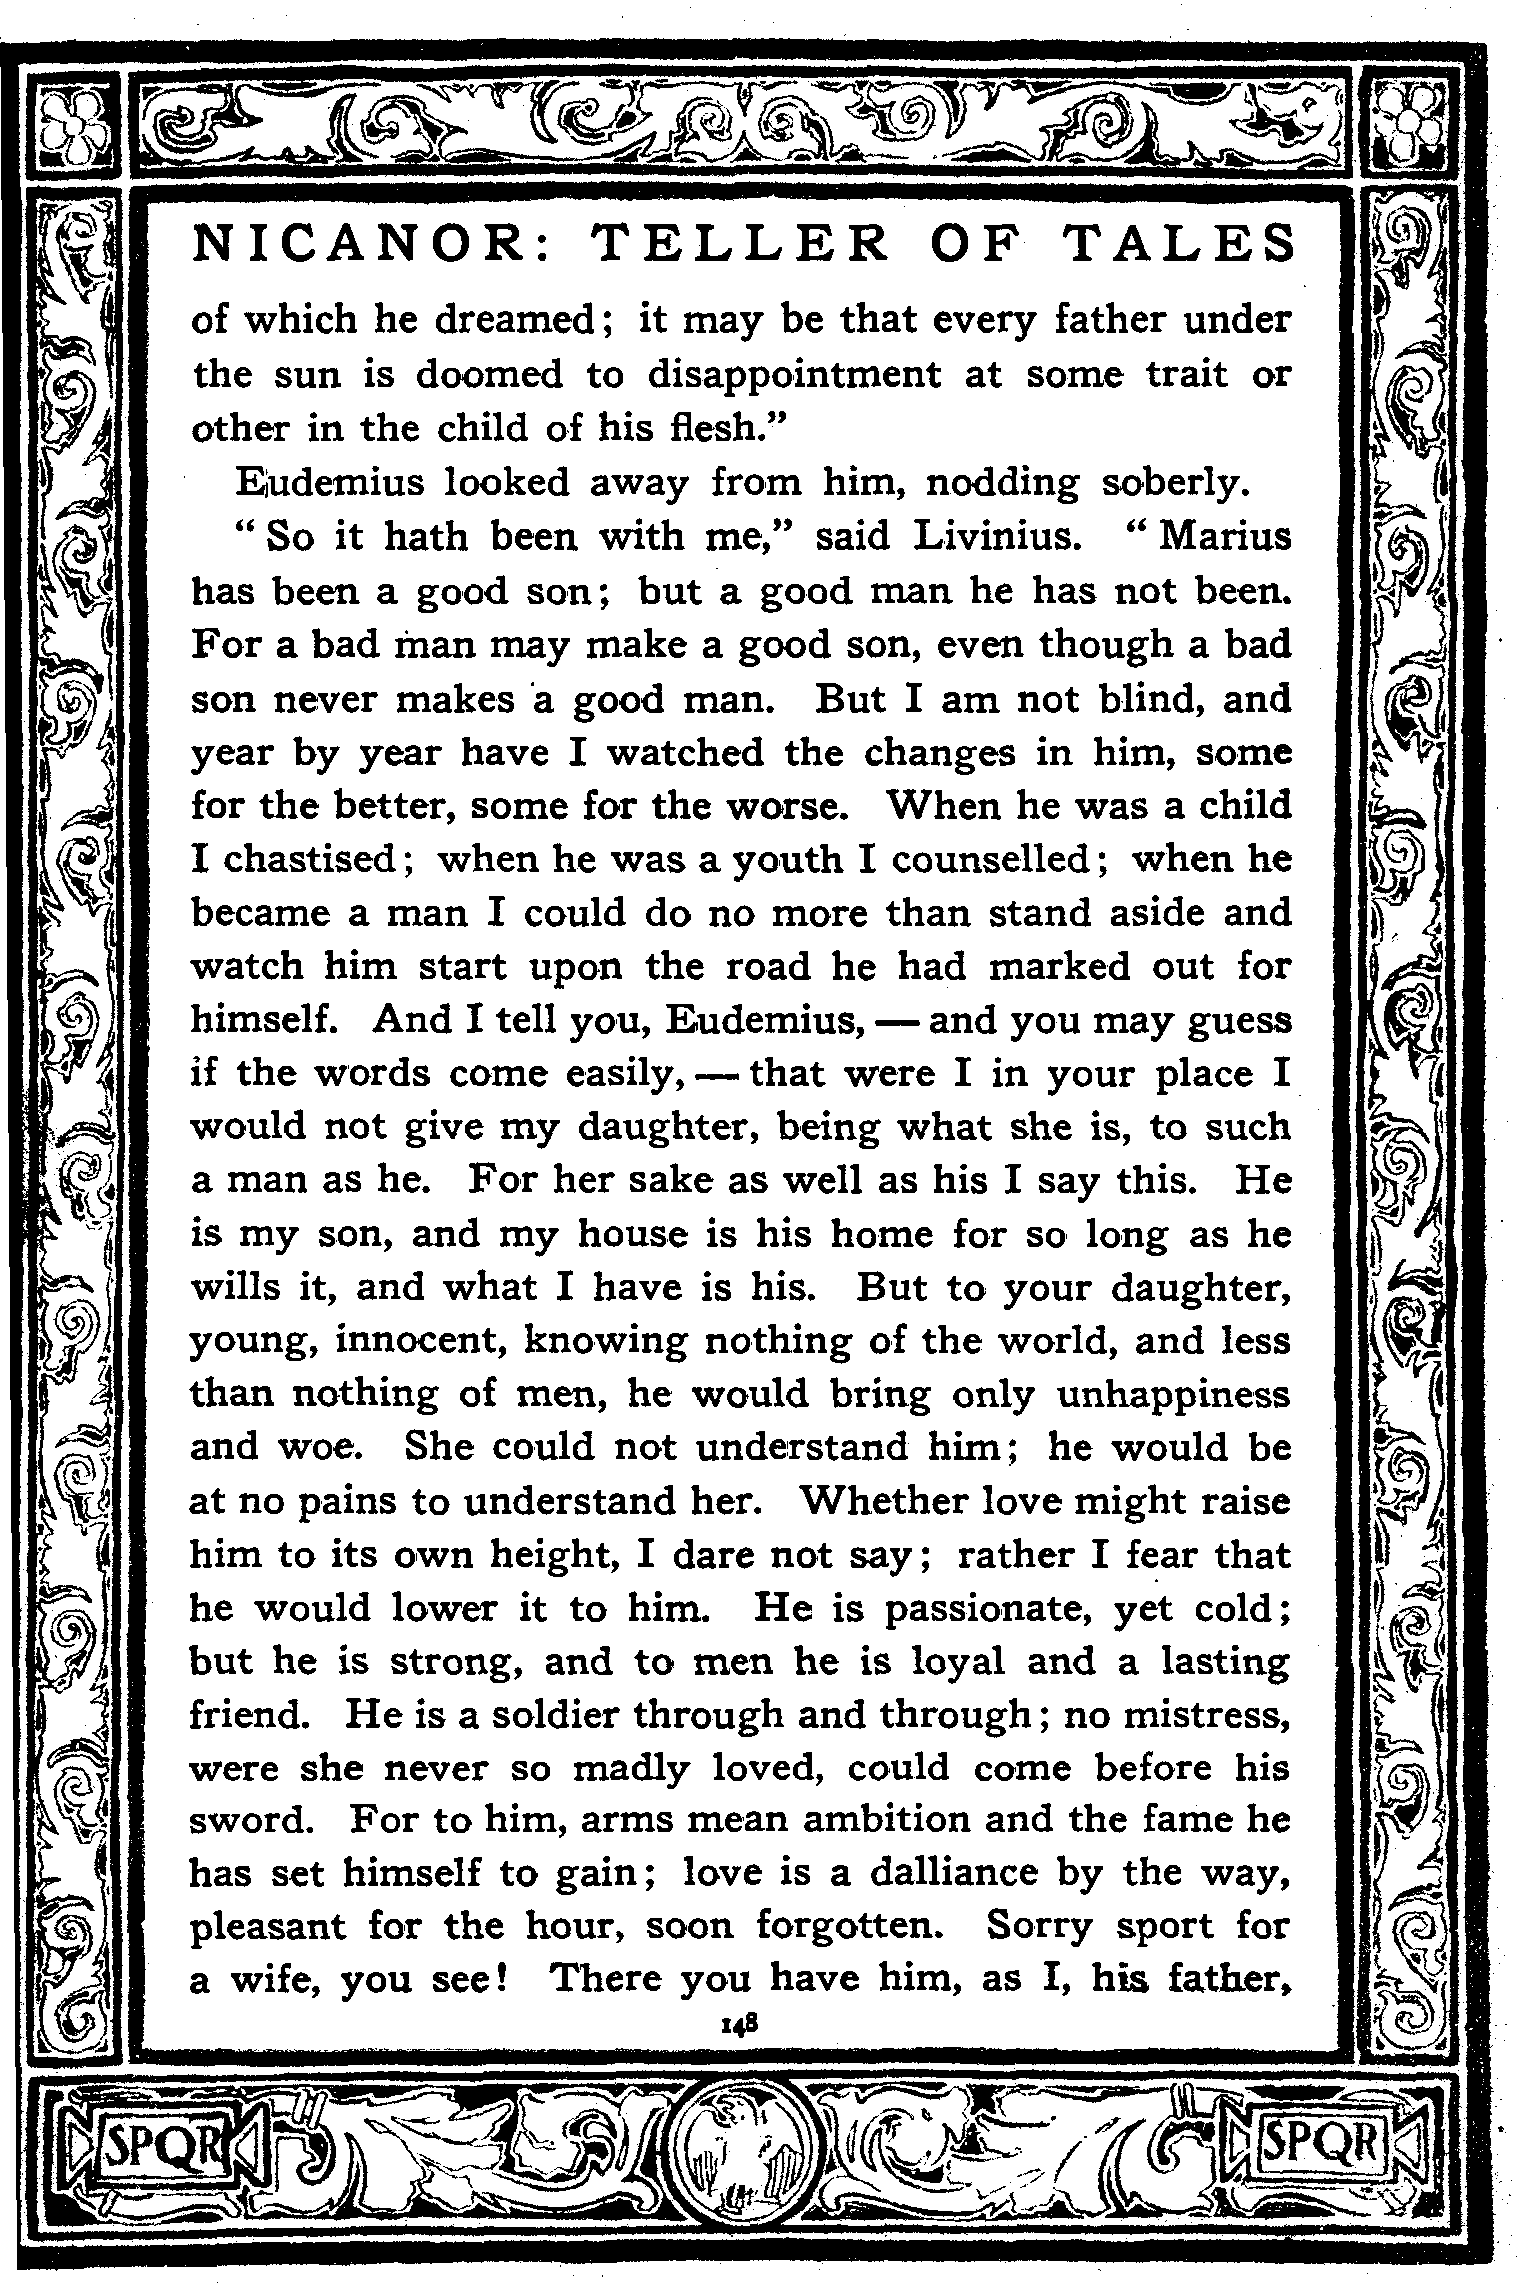 NICANOR: TELLER OF TALES
of which he dreamed; it may be that every father under
the sun is doomed to disappointment at some trait or
other in the child of his flesh.”
Eudemius looked away from him, nodding soberly.
“So it hath been with me,” said Livinius. “Marius
has been a good son; but a good man he has not been.
For a bad man may make a good son, even though a bad
son never makes a good man. But I am not blind, and
year by year have I watched the changes in him, some
for the better, some for the worse. When he was a child
I chastised; when he was a youth I counselled; when he
became a man I could do no more than stand aside and
watch him start upon the road he had marked out for
himself. And I tell you, Eudemius, — and you may guess
if the words come easily, — that were I in your place I
would not give my daughter, being what she is, to such
a man as he. For her sake as well as his I say this. He
is my son, and my house is his home for so long as he
wills it, and what I have is his. But to your daughter,
young, innocent, knowing nothing of the world, and less
than nothing of men, he would bring only unhappiness
and woe. She could not understand him; he would be
at no pains to understand her. Whether love might raise
him to its own height, I dare not say; rather I fear that
he would lower it to him. He is passionate, yet cold;
but he is strong, and to men he is loyal and a lasting
friend. He is a soldier through and through; no mistress,
were she never so madly loved, could come before his
sword. For to him, arms mean ambition and the fame he
has set himself to gain; love is a dalliance by the way,
pleasant for the hour, soon forgotten. Sorry sport for
a wife, you see! There you have him, as I, his father,
148
SPQR SPQR